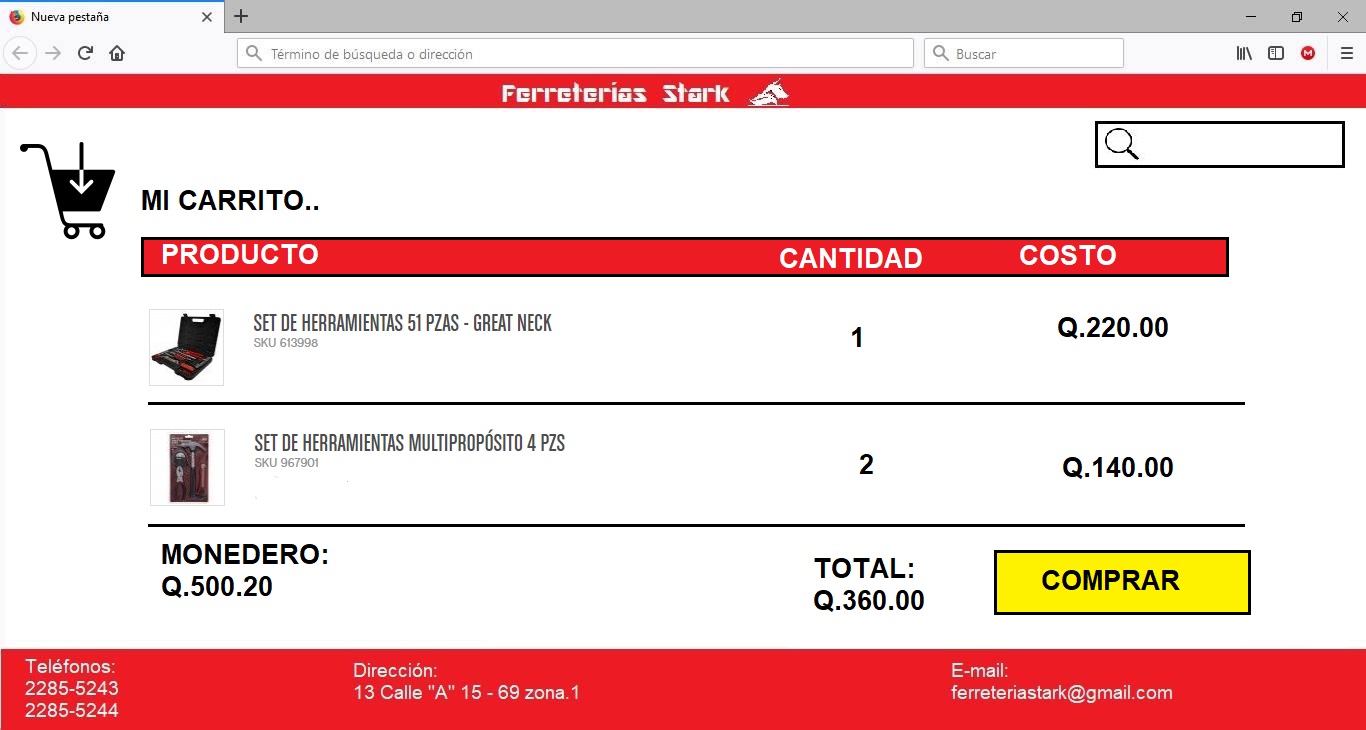 Nueva pestaña
Término de búsqueda o dirección
Buscar
Ferreterias Stark
MI CARRITO..
PRODUCTO CANTIDAD COSTO
SET DE HERRAMIENTAS 51 PZAS - GREAT NECK
SKU 613998
1
Q.220.00
SET DE HERRAMIENTAS MULTIPROPÓSITO 4 PZS
SKU 967901
2
Q.140.00
MONEDERO:
Q.500.20
TOTAL:
Q.360.00
COMPRAR
Teléfonos:
2285-5243
2285-5244
Dirección:
13 Calle "A" 15 - 69 zona.1
E-mail:
ferreteriastark@gmail.com